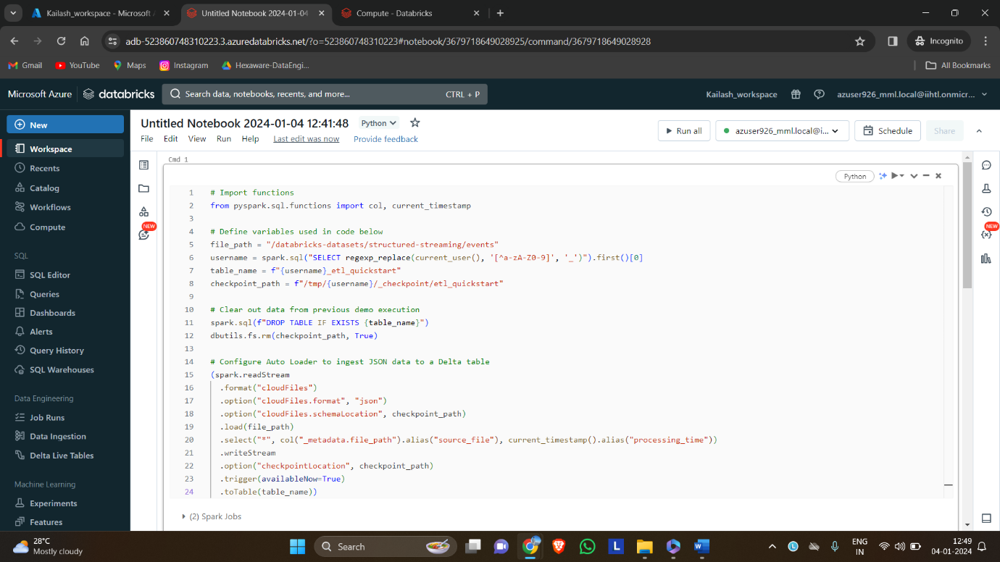 Kailash_workspace - Microsoft A
Untitled Notebook 2024-01-04
Compute - Databricks
adb-523860748310223.3.azuredatabricks.net/?o=523860748310223#notebook/3679718649028925/command/3679718649028928
Incognito
Gmail
YouTube
Maps
Instagram
Hexaware-DataEngi...
All Bookmarks
Microsoft Azure
databricks
Search data, notebooks, recents, and more...
CTRL + P
Kailash_workspace
azuser926_mml.local@iihtl.onmicr...
New
Workspace
Recents
Catalog
Workflows
Compute
SQL
SQL Editor
Queries
Dashboards
Alerts
Query History
SQL Warehouses
Data Engineering
Job Runs
Data Ingestion
Delta Live Tables
Machine Learning
Experiments
Features
Untitled Notebook 2024-01-04 12:41:48
Python
File Edit View Run Help Last edit was now Provide feedback
Run all
azuser926_mml.local@i...
Schedule
Share
NEW
NEW
Cmd 1
Python
1 # Import functions
2 from pyspark.sql.functions import col, current_timestamp
3
4 # Define variables used in code below
5 file_path = "/databricks-datasets/structured-streaming/events"
6 username = spark.sql("SELECT regexp_replace(current_user(), '[^a-zA-Z0-9]', '_')").first()[0]
7 table_name = f"{username}_etl_quickstart"
8 checkpoint_path = f"/tmp/{username}/_checkpoint/etl_quickstart"
9
10 # Clear out data from previous demo execution
11 spark.sql(f"DROP TABLE IF EXISTS {table_name}")
12 dbutils.fs.rm(checkpoint_path, True)
13
14 # Configure Auto Loader to ingest JSON data to a Delta table
15 (spark.readStream
16 .format("cloudFiles")
17 .option("cloudFiles.format", "json")
18 .option("cloudFiles.schemaLocation", checkpoint_path)
19 .load(file_path)
20 .select("*", col("_metadata.file_path").alias("source_file"), current_timestamp().alias("processing_time"))
21 .writeStream
22 .option("checkpointLocation", checkpoint_path)
23 .trigger(availableNow=True)
24 .toTable(table_name))
(2) Spark Jobs
28°C
Mostly cloudy
Search
L
W
ENG
IN
12:49
04-01-2024